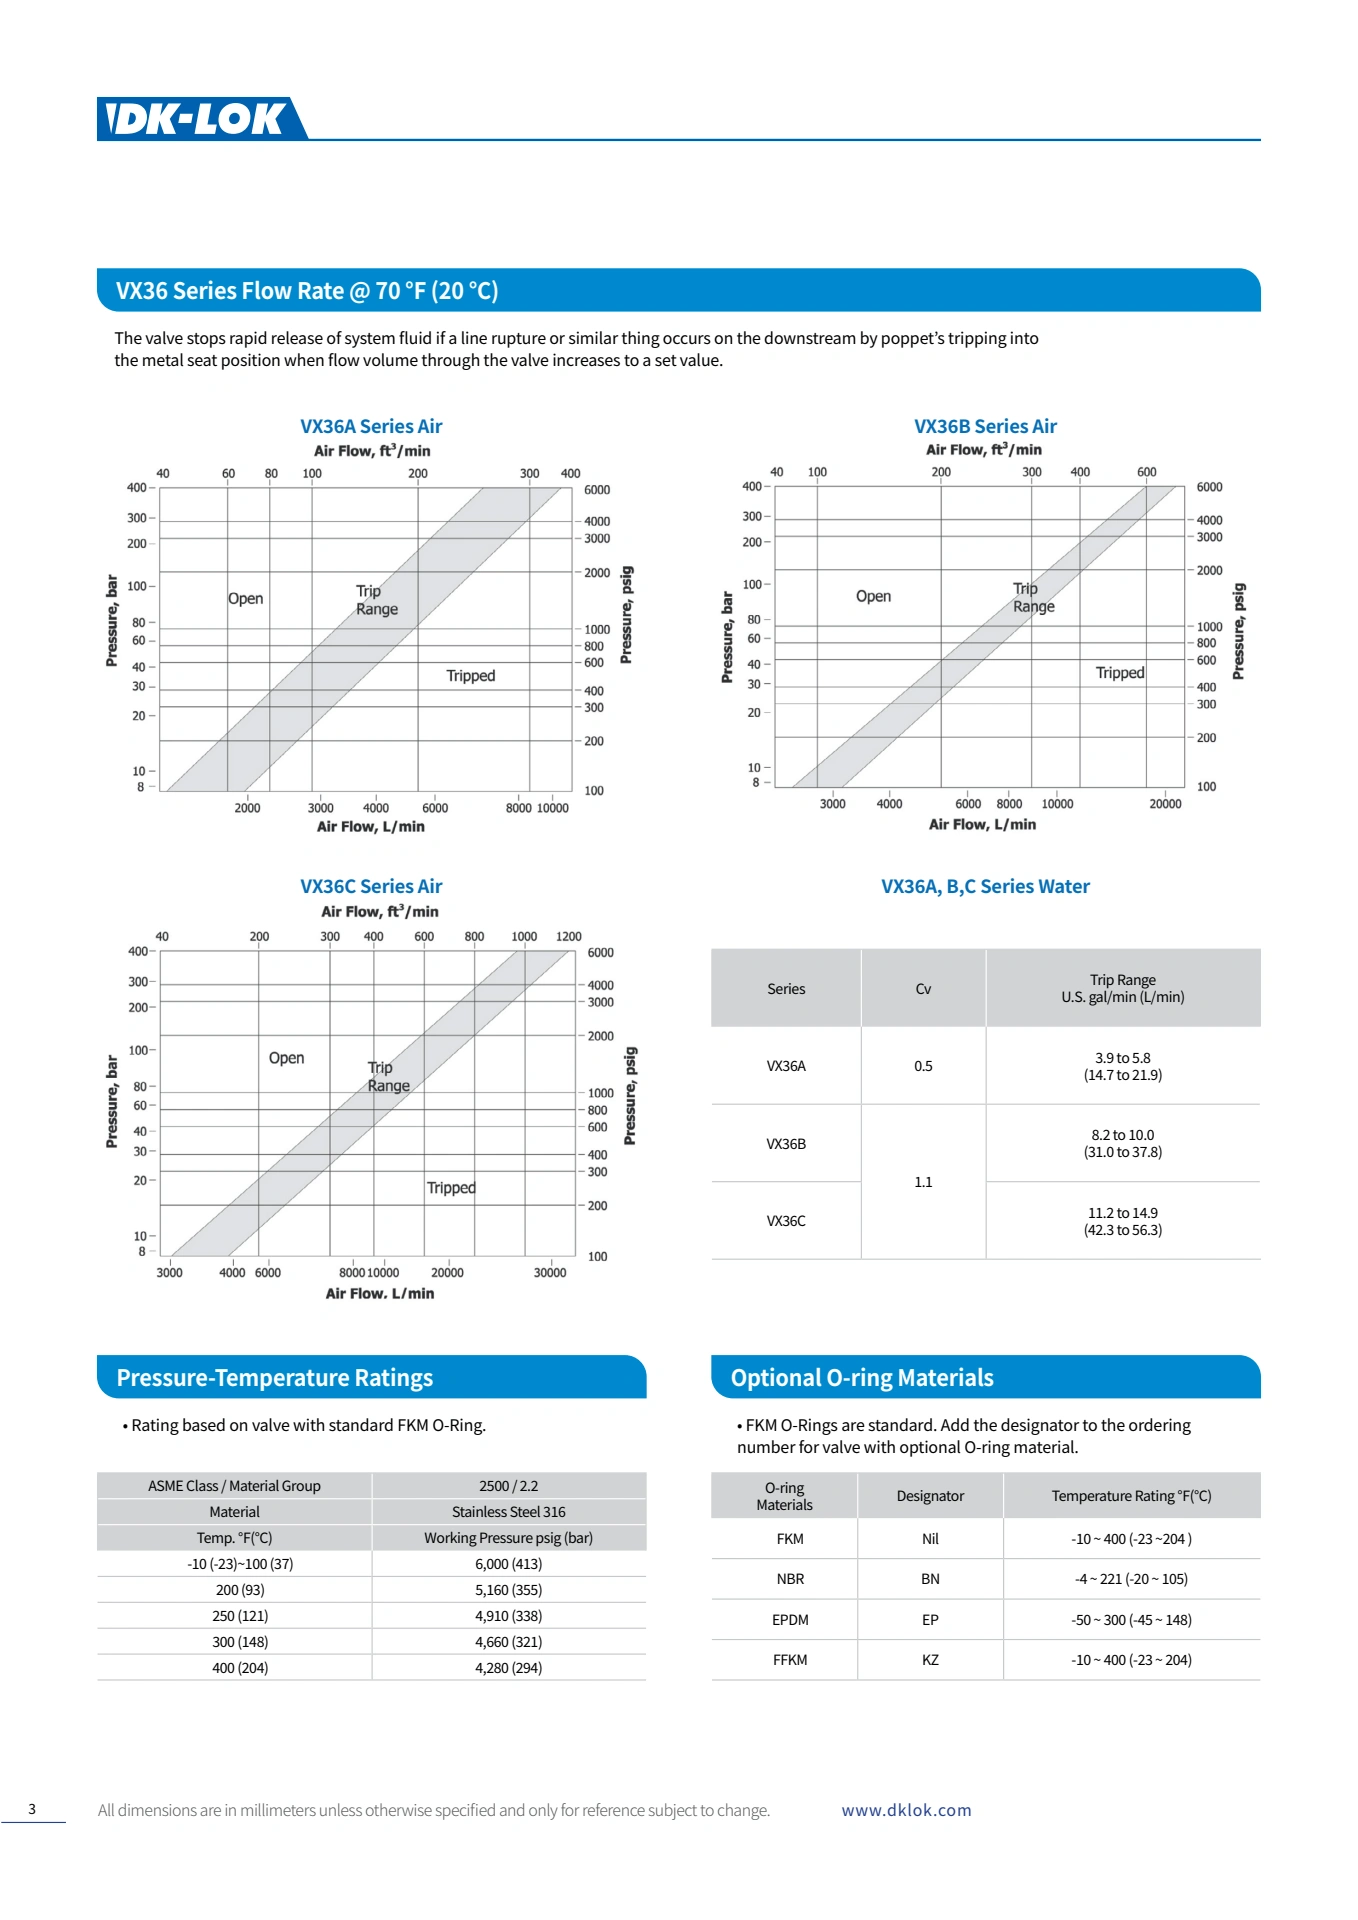 DK-LOK
VX36 Series Flow Rate @ 70 °F (20 °C)
The valve stops rapid release of system fluid if a line rupture or similar thing occurs on the downstream by poppet’s tripping into
the metal seat position when flow volume through the valve increases to a set value.
VX36A Series Air
Air Flow, ft³/min
40 60 80 100 200 300 400
400 6000
300 4000
200 3000
100 2000
80 1000
60 800
40 600
30 400
20 300
10 200
8 100
Pressure, bar
Pressure, psig
Open
Trip
Range
Tripped
2000 3000 4000 6000 8000 10000
Air Flow, L/min
VX36B Series Air
Air Flow, ft³/min
40 100 200 300 400 600
400 6000
300 4000
200 3000
100 2000
80 1000
60 800
40 600
30 400
20 300
10 200
8 100
Pressure, bar
Pressure, psig
Open
Trip
Range
Tripped
3000 4000 6000 8000 10000 20000
Air Flow, L/min
VX36C Series Air
Air Flow, ft³/min
40 200 300 400 600 800 1000 1200
400 6000
300 4000
200 3000
100 2000
80 1000
60 800
40 600
30 400
20 300
10 200
8 100
Pressure, bar
Pressure, psig
Open
Trip
Range
Tripped
3000 4000 6000 8000 10000 20000 30000
Air Flow. L/min
VX36A, B,C Series Water
Series Cv Trip Range
U.S. gal/min (L/min)
VX36A 0.5 3.9 to 5.8
(14.7 to 21.9)
VX36B 8.2 to 10.0
(31.0 to 37.8)
1.1
VX36C 11.2 to 14.9
(42.3 to 56.3)
Pressure-Temperature Ratings
• Rating based on valve with standard FKM O-Ring.
ASME Class / Material Group 2500 / 2.2
Material Stainless Steel 316
Temp. °F(°C) Working Pressure psig (bar)
-10 (-23)~100 (37) 6,000 (413)
200 (93) 5,160 (355)
250 (121) 4,910 (338)
300 (148) 4,660 (321)
400 (204) 4,280 (294)
Optional O-ring Materials
• FKM O-Rings are standard. Add the designator to the ordering
number for valve with optional O-ring material.
O-ring
Materials Designator Temperature Rating °F(°C)
FKM Nil -10 ~ 400 (-23 ~204 )
NBR BN -4 ~ 221 (-20 ~ 105)
EPDM EP -50 ~ 300 (-45 ~ 148)
FFKM KZ -10 ~ 400 (-23 ~ 204)
3 All dimensions are in millimeters unless otherwise specified and only for reference subject to change. www.dklok.com